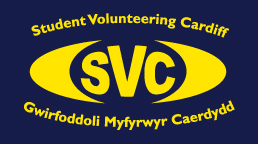 Student Volunteering Cardiff
SVC
Gwirfoddoli Myfyrwyr Caerdydd